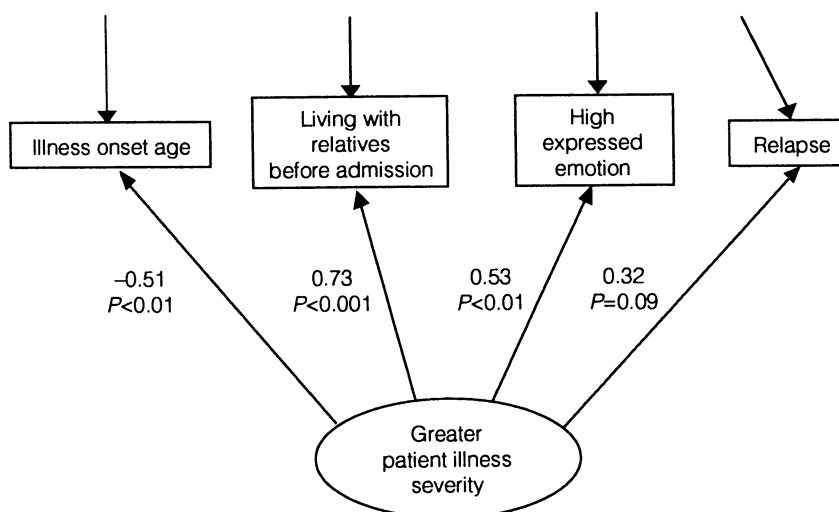 Illness onset age
Living with
relatives
before admission
High
expressed
emotion
Relapse
–0.51
P<0.01
0.73
P<0.001
0.53
P<0.01
0.32
P=0.09
Greater
patient illness
severity